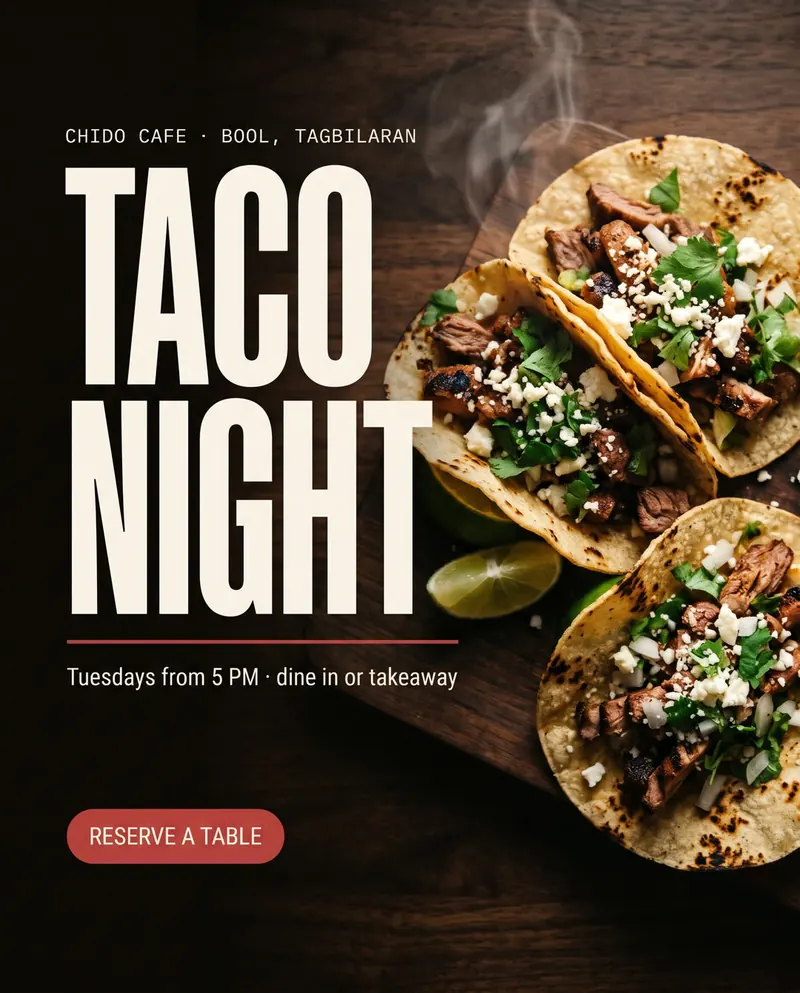 CHIDO CAFE · BOOL, TAGBILARAN
TACO
NIGHT
Tuesdays from 5 PM · dine in or takeaway
RESERVE A TABLE